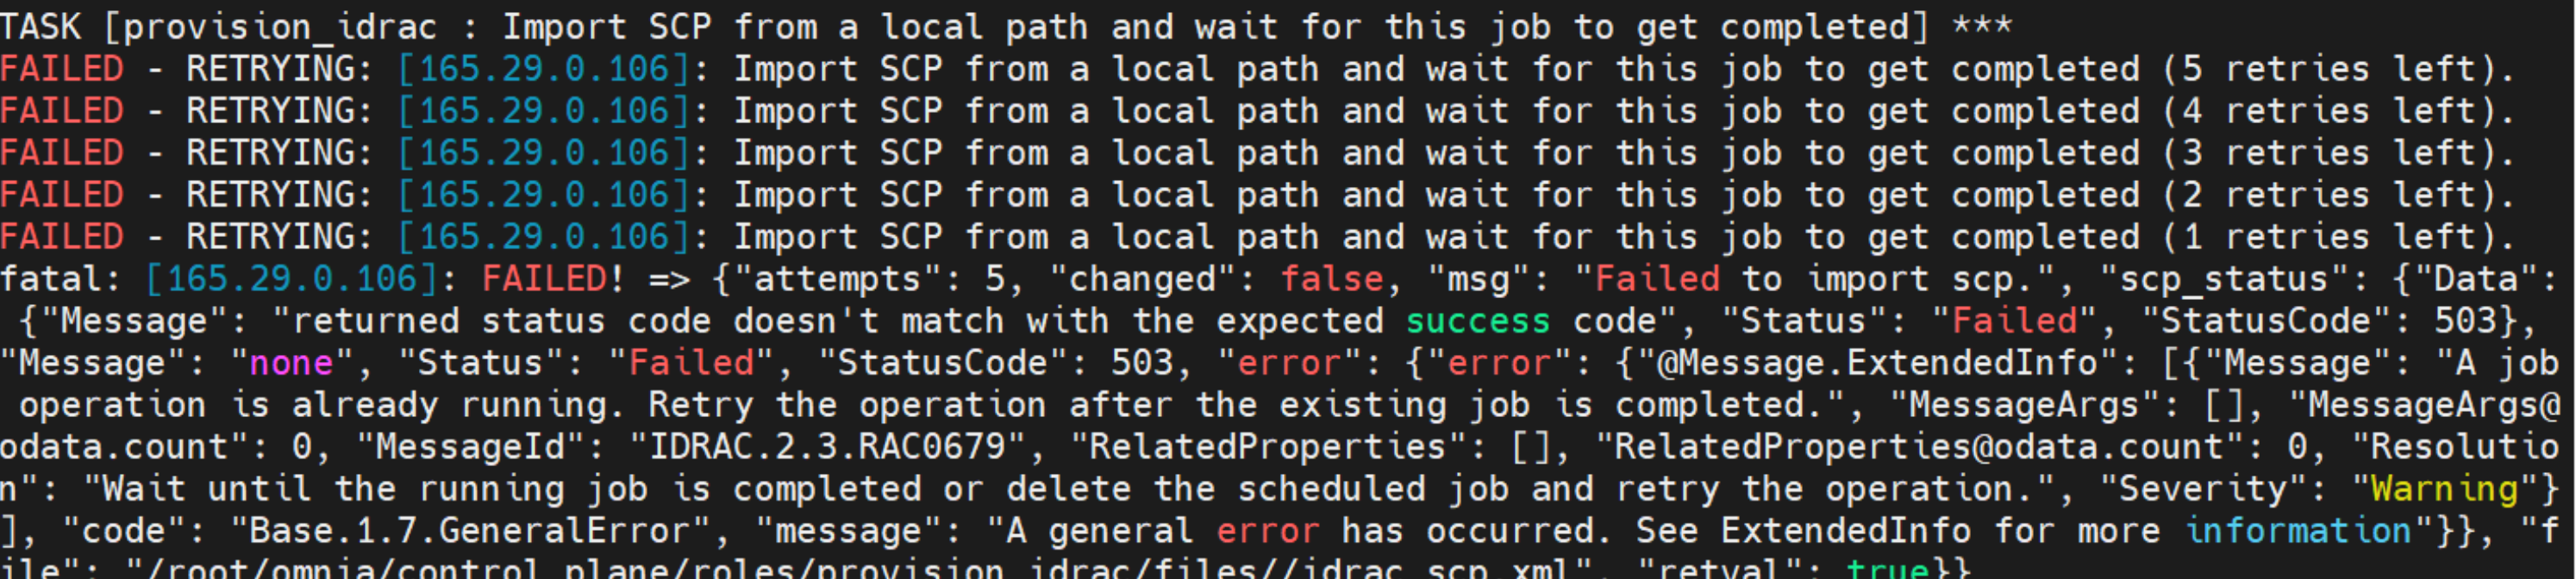 TASK [provision_idrac : Import SCP from a local path and wait for this job to get completed] ***
FAILED - RETRYING: [165.29.0.106]: Import SCP from a local path and wait for this job to get completed (5 retries left).
FAILED - RETRYING: [165.29.0.106]: Import SCP from a local path and wait for this job to get completed (4 retries left).
FAILED - RETRYING: [165.29.0.106]: Import SCP from a local path and wait for this job to get completed (3 retries left).
FAILED - RETRYING: [165.29.0.106]: Import SCP from a local path and wait for this job to get completed (2 retries left).
FAILED - RETRYING: [165.29.0.106]: Import SCP from a local path and wait for this job to get completed (1 retries left).
fatal: [165.29.0.106]: FAILED! => {"attempts": 5, "changed": false, "msg": "Failed to import scp.", "scp_status": {"Data":
 {"Message": "returned status code doesn't match with the expected success code", "Status": "Failed", "StatusCode": 503},
"Message": "none", "Status": "Failed", "StatusCode": 503, "error": {"error": {"@Message.ExtendedInfo": [{"Message": "A job
 operation is already running. Retry the operation after the existing job is completed.", "MessageArgs": [], "MessageArgs@
odata.count": 0, "MessageId": "IDRAC.2.3.RAC0679", "RelatedProperties": [], "RelatedProperties@odata.count": 0, "Resolutio
n": "Wait until the running job is completed or delete the scheduled job and retry the operation.", "Severity": "Warning"}
], "code": "Base.1.7.GeneralError", "message": "A general error has occurred. See ExtendedInfo for more information"}}, "f
ile": "/root/omnia/control_plane/roles/provision_idrac/files//idrac_scp.xml", "retval": true}}